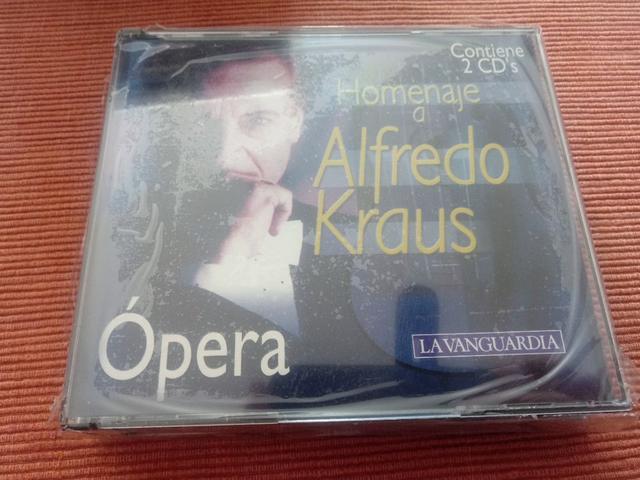 Contiene
2 CD's
Homenaje
a
Alfredo
Kraus
Ópera
LA VANGUARDIA